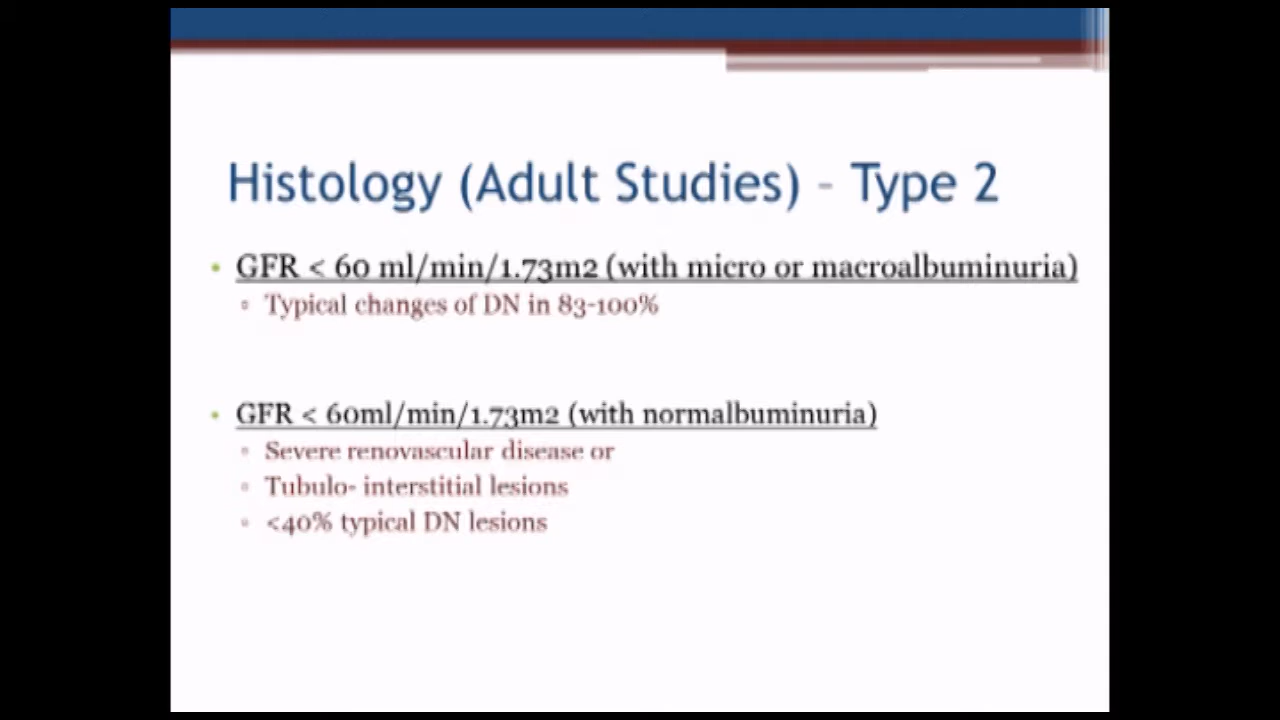 Histology (Adult Studies) – Type 2
• GFR < 60 ml/min/1.73m2 (with micro or macroalbuminuria)
▫ Typical changes of DN in 83-100%
• GFR < 60ml/min/1.73m2 (with normalbuminuria)
▫ Severe renovascular disease or
▫ Tubulo- interstitial lesions
▫ <40% typical DN lesions